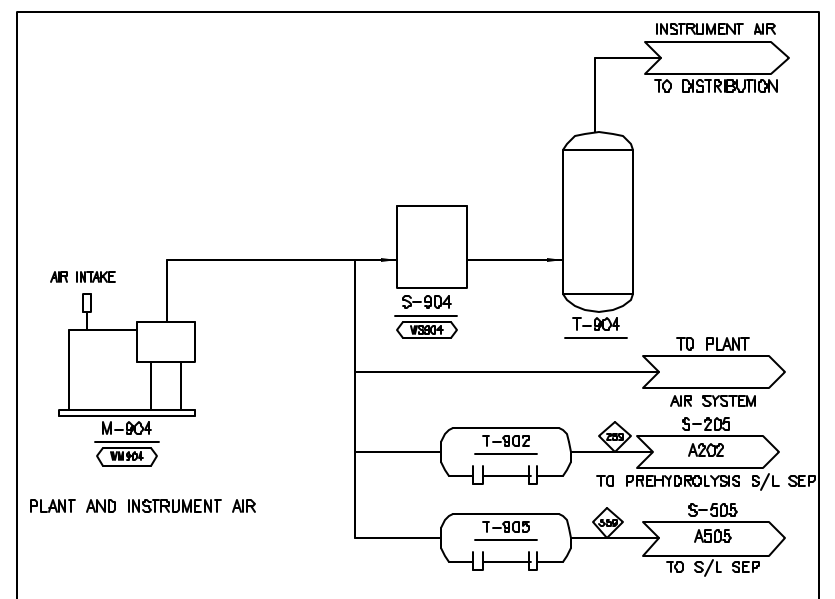 INSTRUMENT AIR
TO DISTRIBUTION
AIR INTAKE
S-904
WS904
T-904
TO PLANT
AIR SYSTEM
M-904
WM904
T-902
S-205
A202
TO PREHYDROLYSIS S/L SEP
PLANT AND INSTRUMENT AIR
T-905
S-505
A505
TO S/L SEP